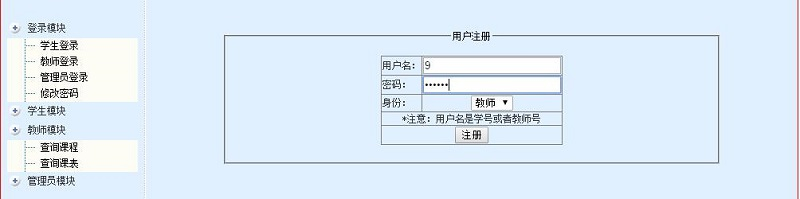 登录模块
学生登录
教师登录
管理员登录
修改密码
学生模块
教师模块
查询课程
查询课表
管理员模块
用户注册
用户名: 9
密码: ••••••
身份: 教师
*注意: 用户名是学号或者教师号
注册